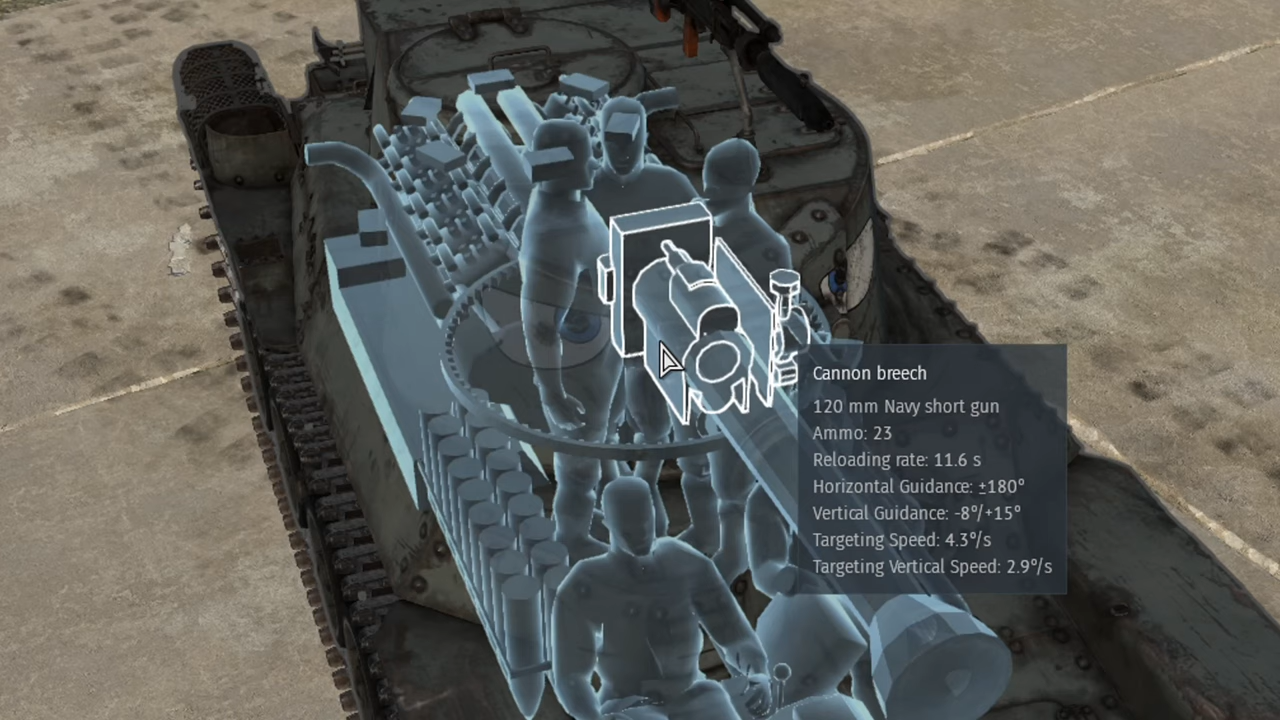 Cannon breech
120 mm Navy short gun
Ammo: 23
Reloading rate: 11.6 s
Horizontal Guidance: ±180°
Vertical Guidance: -8°/+15°
Targeting Speed: 4.3°/s
Targeting Vertical Speed: 2.9°/s